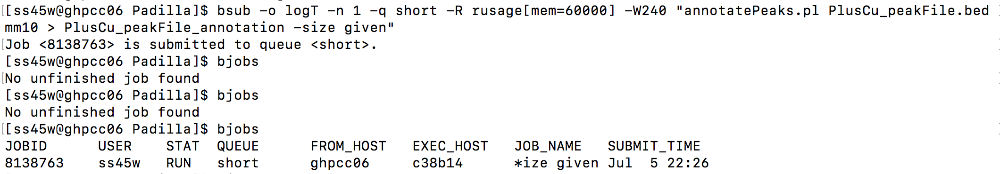 [[ss45w@ghpcc06 Padilla]$ bsub -o logT -n 1 -q short -R rusage[mem=60000] -W240 "annotatePeaks.pl PlusCu_peakFile.bed
mm10 > PlusCu_peakFile_annotation -size given"
[Job <8138763> is submitted to queue <short>.
[ss45w@ghpcc06 Padilla]$ bjobs
[No unfinished job found
[ss45w@ghpcc06 Padilla]$ bjobs
No unfinished job found
[[ss45w@ghpcc06 Padilla]$ bjobs
JOBID      USER    STAT  QUEUE      FROM_HOST   EXEC_HOST   JOB_NAME   SUBMIT_TIME
8138763    ss45w   RUN   short      ghpcc06     c38b14      *ize given Jul  5 22:26